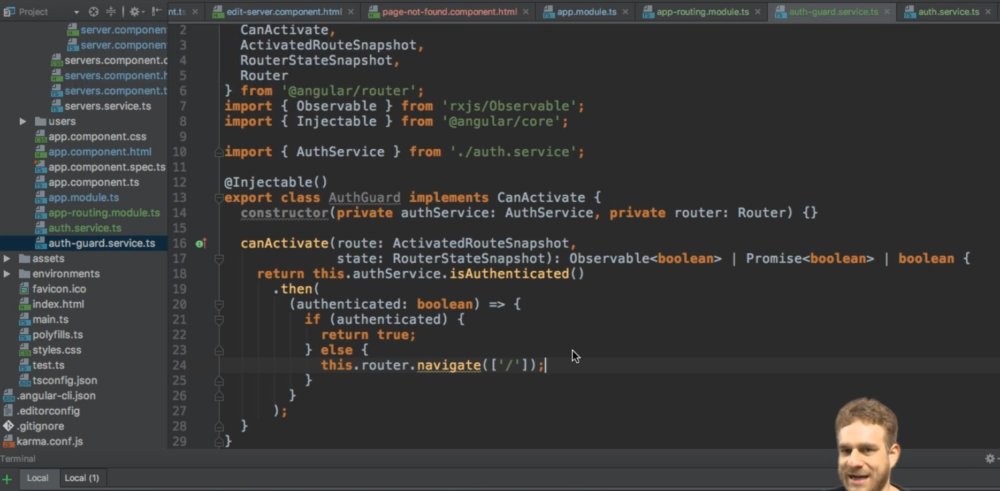 Project
nt.ts
edit-server.component.html
page-not-found.component.html
app.module.ts
app-routing.module.ts
auth-guard.service.ts
auth.service.ts
server.component
server.component
servers.component.c
servers.component.h
servers.component.t
servers.service.ts
users
app.component.css
app.component.html
app.component.spec.ts
app.component.ts
app.module.ts
app-routing.module.ts
auth.service.ts
auth-guard.service.ts
assets
environments
favicon.ico
index.html
main.ts
polyfills.ts
styles.css
test.ts
tsconfig.json
.angular-cli.json
.editorconfig
.gitignore
karma.conf.js
2 CanActivate,
3 ActivatedRouteSnapshot,
4 RouterStateSnapshot,
5 Router
6 } from '@angular/router';
7 import { Observable } from 'rxjs/Observable';
8 import { Injectable } from '@angular/core';
9
10 import { AuthService } from './auth.service';
11
12 @Injectable()
13 export class AuthGuard implements CanActivate {
14 constructor(private authService: AuthService, private router: Router) {}
15
16 canActivate(route: ActivatedRouteSnapshot,
17 state: RouterStateSnapshot): Observable<boolean> | Promise<boolean> | boolean {
18 return this.authService.isAuthenticated()
19 .then(
20 (authenticated: boolean) => {
21 if (authenticated) {
22 return true;
23 } else {
24 this.router.navigate(['/']);
25 }
26 }
27 );
28 }
29 }
Terminal
Local
Local (1)